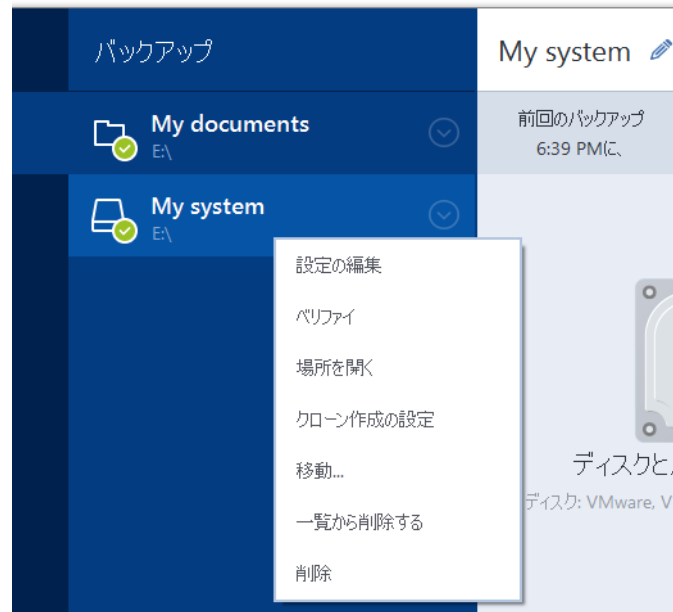 バックアップ
My system
My documents
E:\
前回のバックアップ
6:39 PMに、
My system
E:\
設定の編集
ベリファイ
場所を開く
クローン作成の設定
移動...
一覧から削除する
削除
ディスクと
ディスク: VMware, V